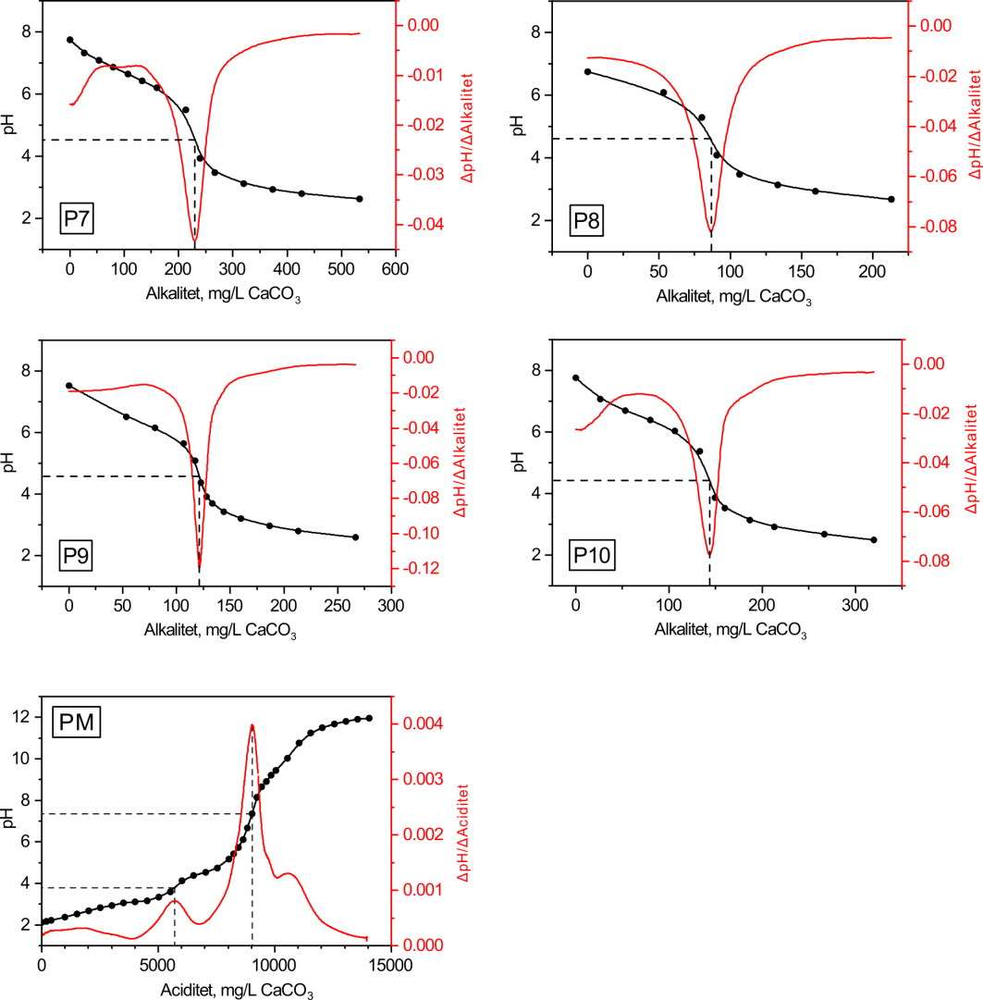 8
6
4
2
pH
P7
0.00
-0.01
-0.02
-0.03
-0.04
ΔpH/ΔAlkalitet
0 100 200 300 400 500 600
Alkalitet, mg/L CaCO3
8
6
4
2
pH
P8
0.00
-0.02
-0.04
-0.06
-0.08
ΔpH/ΔAlkalitet
0 50 100 150 200
Alkalitet, mg/L CaCO3
8
6
4
2
pH
P9
0.00
-0.02
-0.04
-0.06
-0.08
-0.10
-0.12
ΔpH/ΔAlkalitet
0 50 100 150 200 250 300
Alkalitet, mg/L CaCO3
8
6
4
2
pH
P10
0.00
-0.02
-0.04
-0.06
-0.08
ΔpH/ΔAlkalitet
0 100 200 300
Alkalitet, mg/L CaCO3
12
10
8
6
4
2
pH
PM
0.004
0.003
0.002
0.001
0.000
ΔpH/ΔAciditet
0 5000 10000 15000
Aciditet, mg/L CaCO3